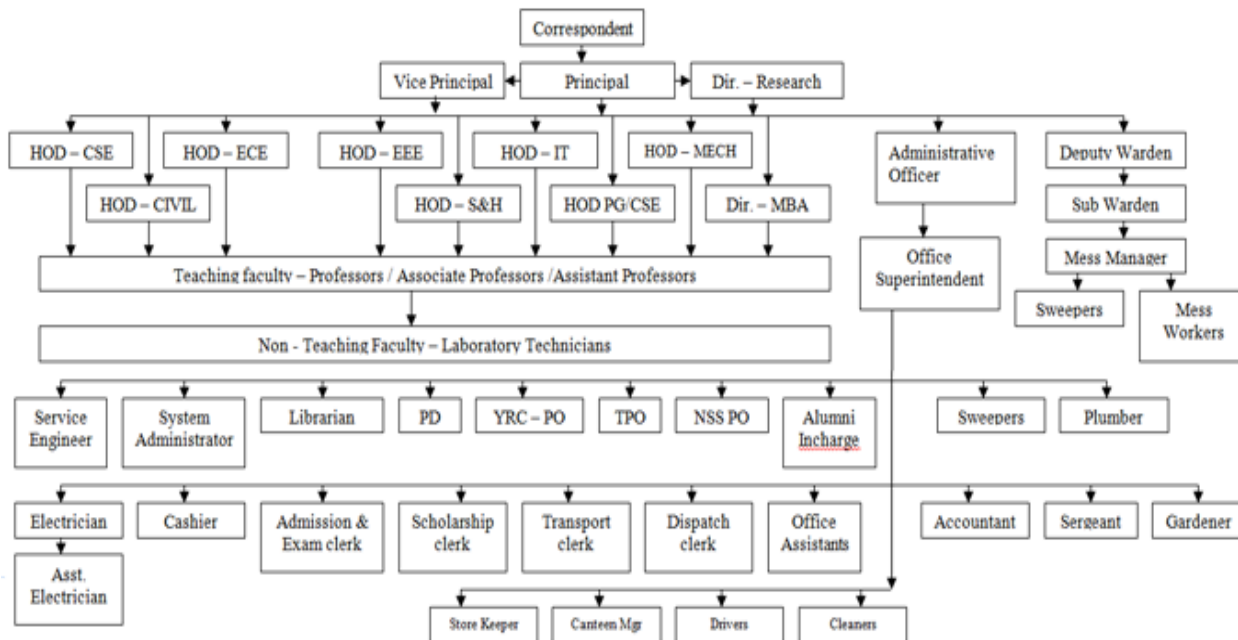 Correspondent
Vice Principal
Principal
Dir. – Research
HOD – CSE
HOD – ECE
HOD – EEE
HOD – IT
HOD – MECH
Administrative
Officer
Deputy Warden
HOD – CIVIL
HOD – S&H
HOD PG/CSE
Dir. – MBA
Sub Warden
Office
Superintendent
Mess Manager
Teaching faculty – Professors / Associate Professors /Assistant Professors
Sweepers
Mess
Workers
Non - Teaching Faculty – Laboratory Technicians
Service
Engineer
System
Administrator
Librarian
PD
YRC – PO
TPO
NSS PO
Alumni
Incharge
Sweepers
Plumber
Electrician
Cashier
Admission &
Exam clerk
Scholarship
clerk
Transport
clerk
Dispatch
clerk
Office
Assistants
Accountant
Sergeant
Gardener
Asst.
Electrician
Store Keeper
Canteen Mgr
Drivers
Cleaners